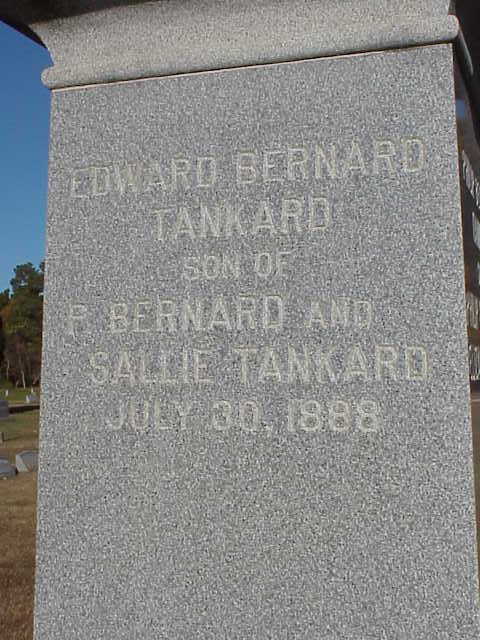 EDWARD BERNARD
TANKARD
SON OF
P. BERNARD AND
SALLIE TANKARD
JULY 30, 1888